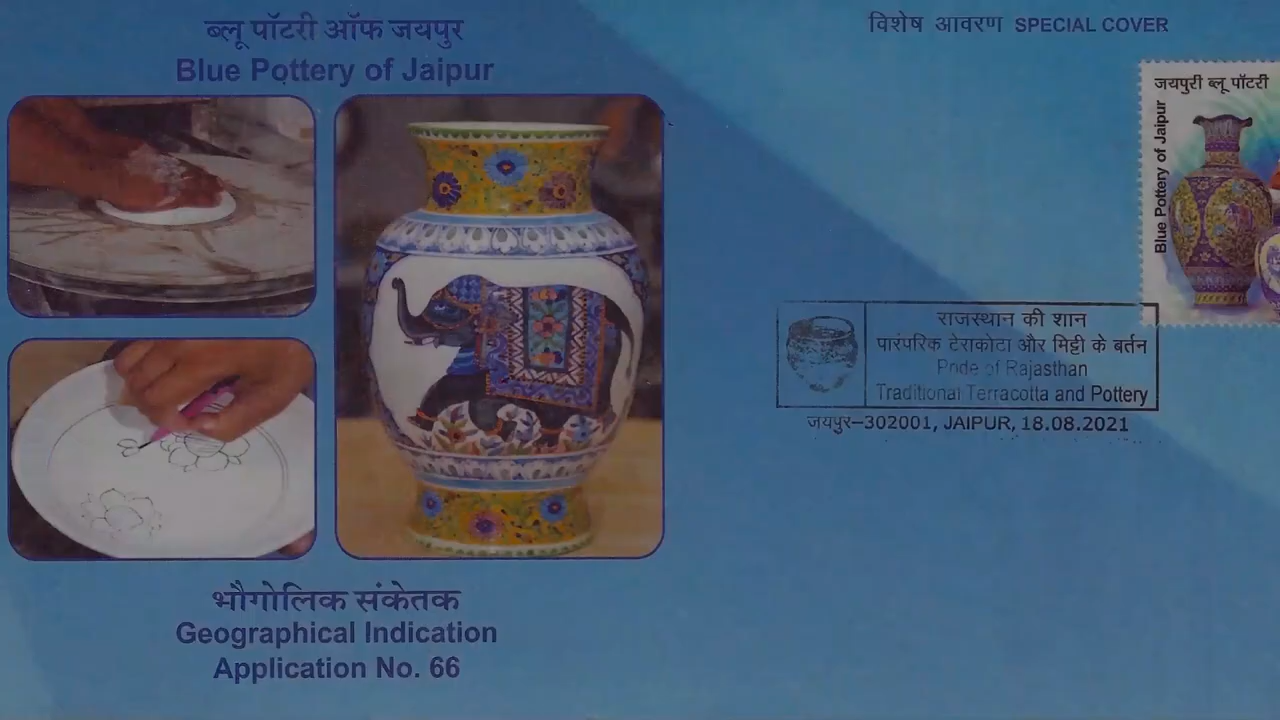 ब्लू पॉटरी ऑफ जयपुर
Blue Pottery of Jaipur
विशेष आवरण SPECIAL COVER
जयपुरी ब्लू पॉटरी
Blue Pottery of Jaipur
राजस्थान की शान
पारंपरिक टेराकोटा और मिट्टी के बर्तन
Pride of Rajasthan
Traditional Terracotta and Pottery
जयपुर–302001, JAIPUR, 18.08.2021
भौगोलिक संकेतक
Geographical Indication
Application No. 66